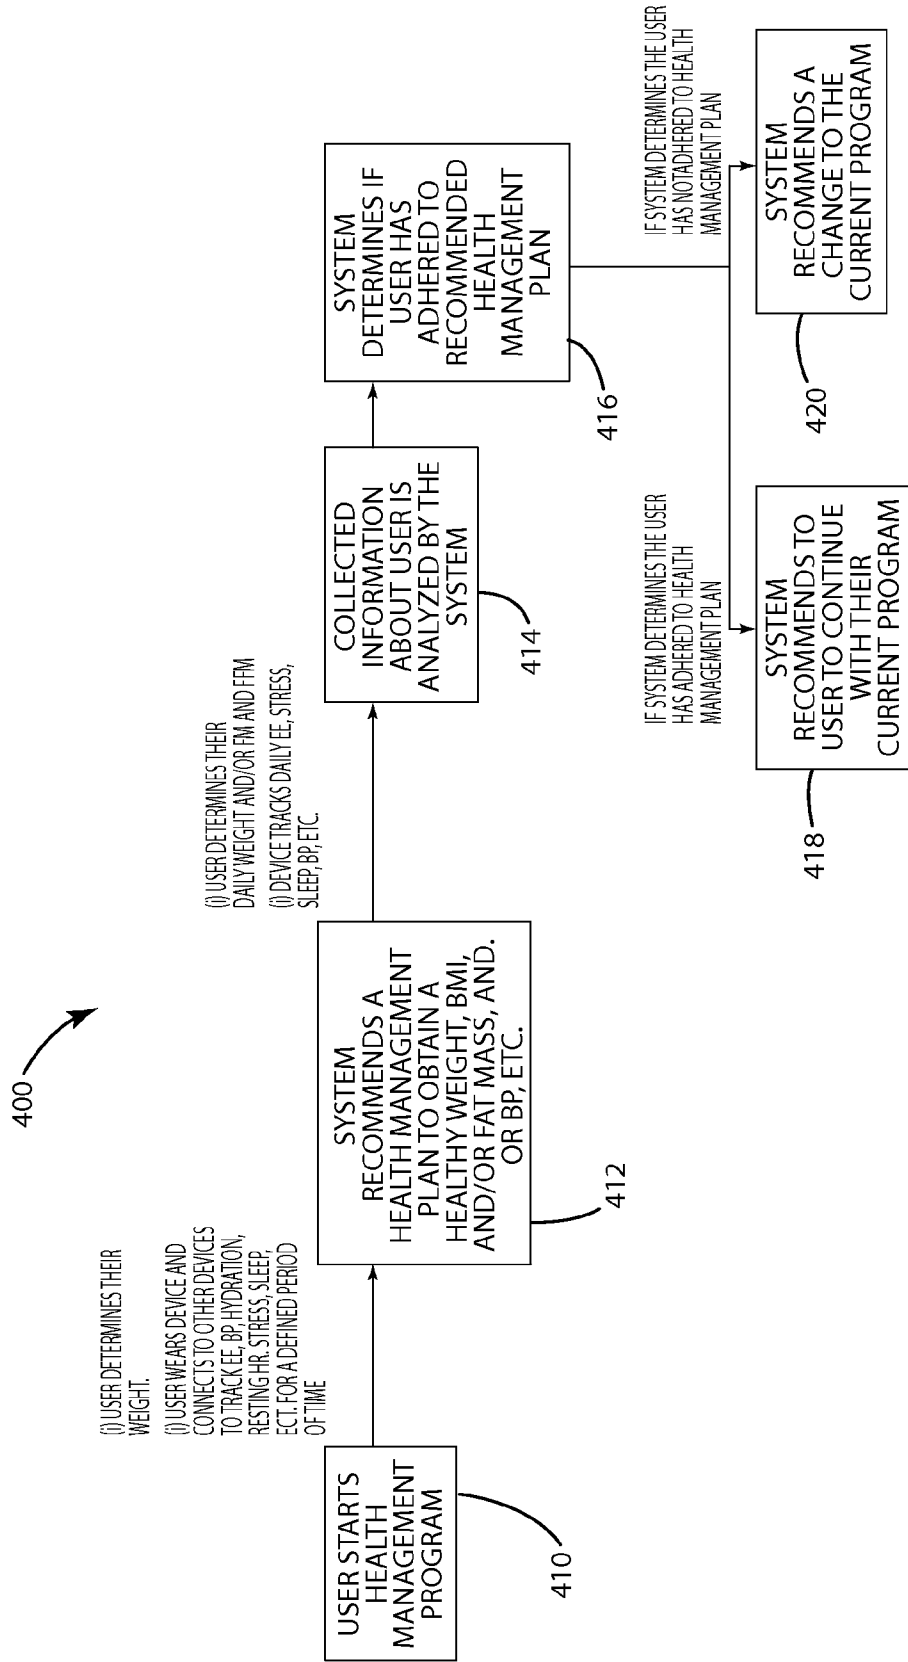 400
USER STARTS
HEALTH
MANAGEMENT
PROGRAM
410
(i) USER DETERMINES THEIR
WEIGHT.
(i) USER WEARS DEVICE AND
CONNECTS TO OTHER DEVICES
TO TRACK EE, BP, HYDRATION,
RESTING HR. STRESS, SLEEP,
ECT. FOR A DEFINED PERIOD
OF TIME
SYSTEM
RECOMMENDS A
HEALTH MANAGEMENT
PLAN TO OBTAIN A
HEALTHY WEIGHT, BMI,
AND/OR FAT MASS, AND.
OR BP, ETC.
412
(i) USER DETERMINES THEIR
DAILY WEIGHT AND/OR FM AND FFM
(i) DEVICE TRACKS DAILY EE, STRESS,
SLEEP, BP, ETC.
COLLECTED
INFORMATION
ABOUT USER IS
ANALYZED BY THE
SYSTEM
414
SYSTEM
DETERMINES IF
USER HAS
ADHERED TO
RECOMMENDED
HEALTH
MANAGEMENT
PLAN
416
IF SYSTEM DETERMINES THE USER
HAS ADHERED TO HEALTH
MANAGEMENT PLAN
SYSTEM
RECOMMENDS TO
USER TO CONTINUE
WITH THEIR
CURRENT PROGRAM
418
IF SYSTEM DETERMINES THE USER
HAS NOTADHERED TO HEALTH
MANAGEMENT PLAN
SYSTEM
RECOMMENDS A
CHANGE TO THE
CURRENT PROGRAM
420